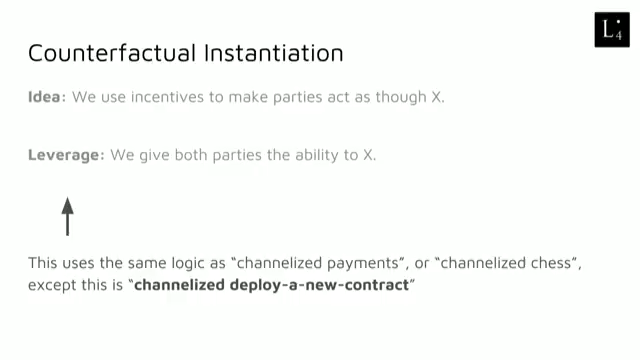 L4
Counterfactual Instantiation
Idea: We use incentives to make parties act as though X.
Leverage: We give both parties the ability to X.
This uses the same logic as “channelized payments”, or “channelized chess”,
except this is “channelized deploy-a-new-contract”